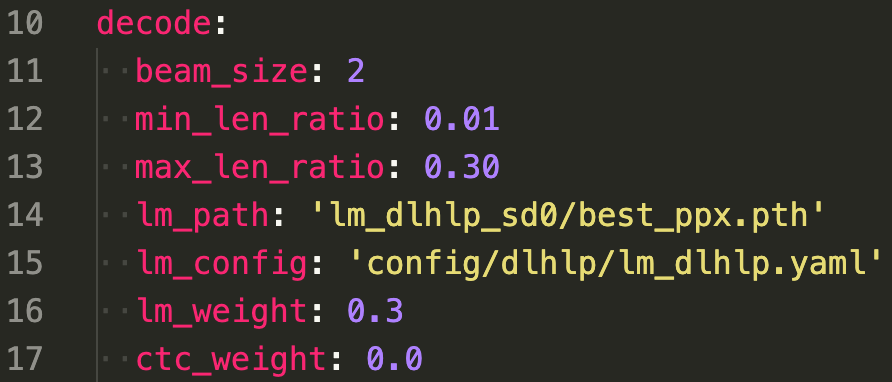 10 decode:
11 beam_size: 2
12 min_len_ratio: 0.01
13 max_len_ratio: 0.30
14 lm_path: 'lm_dlhlp_sd0/best_ppx.pth'
15 lm_config: 'config/dlhlp/lm_dlhlp.yaml'
16 lm_weight: 0.3
17 ctc_weight: 0.0